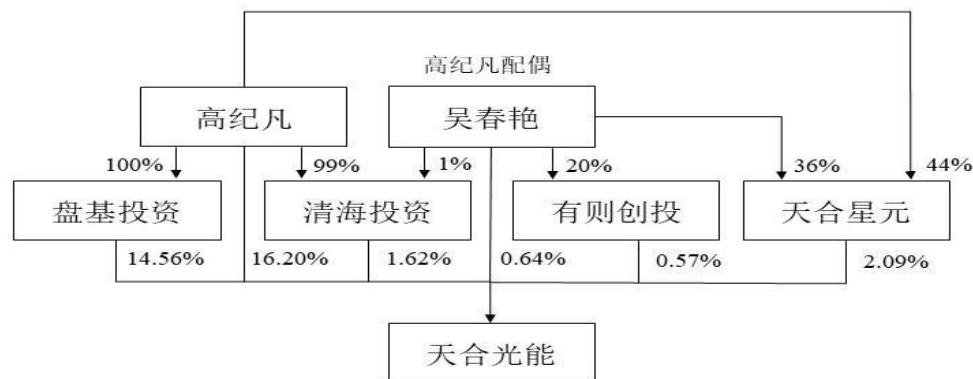 高纪凡配偶
高纪凡
吴春艳
100%
99%
1%
20%
36%
44%
盘基投资
清海投资
有则创投
天合星元
14.56%
16.20%
1.62%
0.64%
0.57%
2.09%
天合光能